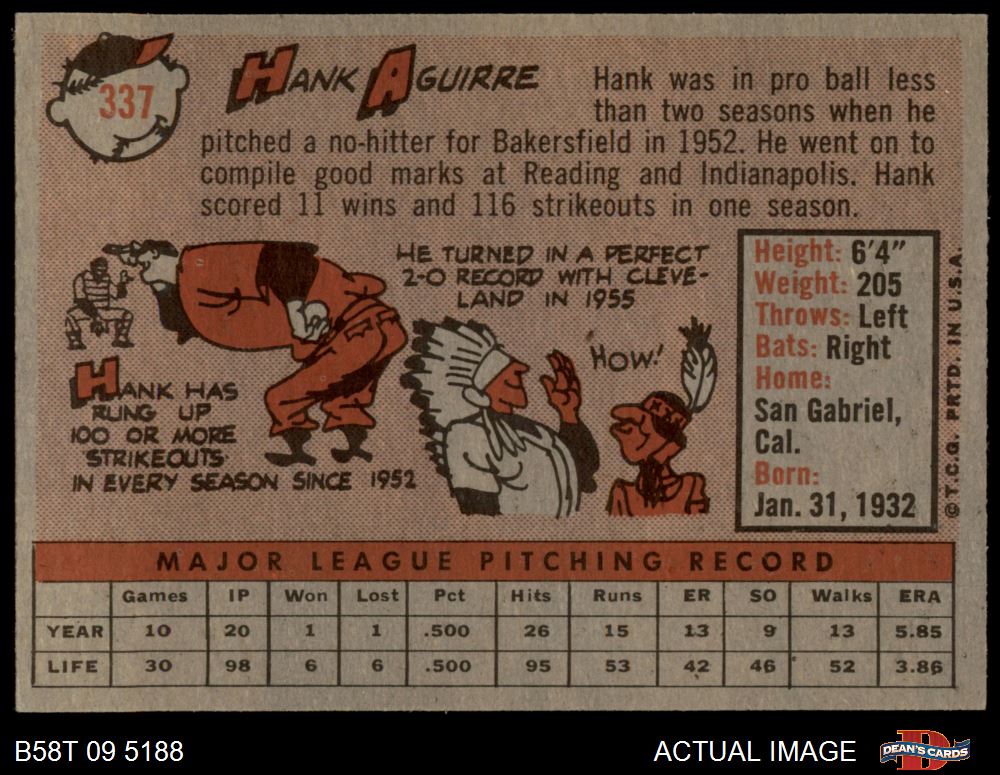 337
HANK AGUIRRE
Hank was in pro ball less
than two seasons when he
pitched a no-hitter for Bakersfield in 1952. He went on to
compile good marks at Reading and Indianapolis. Hank
scored 11 wins and 116 strikeouts in one season.
HE TURNED IN A PERFECT
2-0 RECORD WITH CLEVE-
LAND IN 1955
HOW!
HANK HAS
RUNG UP
100 OR MORE
STRIKEOUTS
IN EVERY SEASON SINCE 1952
Height: 6'4"
Weight: 205
Throws: Left
Bats: Right
Home:
San Gabriel,
Cal.
Born:
Jan. 31, 1932
© T.C.G. PRTD. IN U.S.A.
MAJOR LEAGUE PITCHING RECORD
Games IP Won Lost Pct Hits Runs ER SO Walks ERA
YEAR 10 20 1 1 .500 26 15 13 9 13 5.85
LIFE 30 98 6 6 .500 95 53 42 46 52 3.86
B58T 09 5188
ACTUAL IMAGE
DEAN'S CARDS